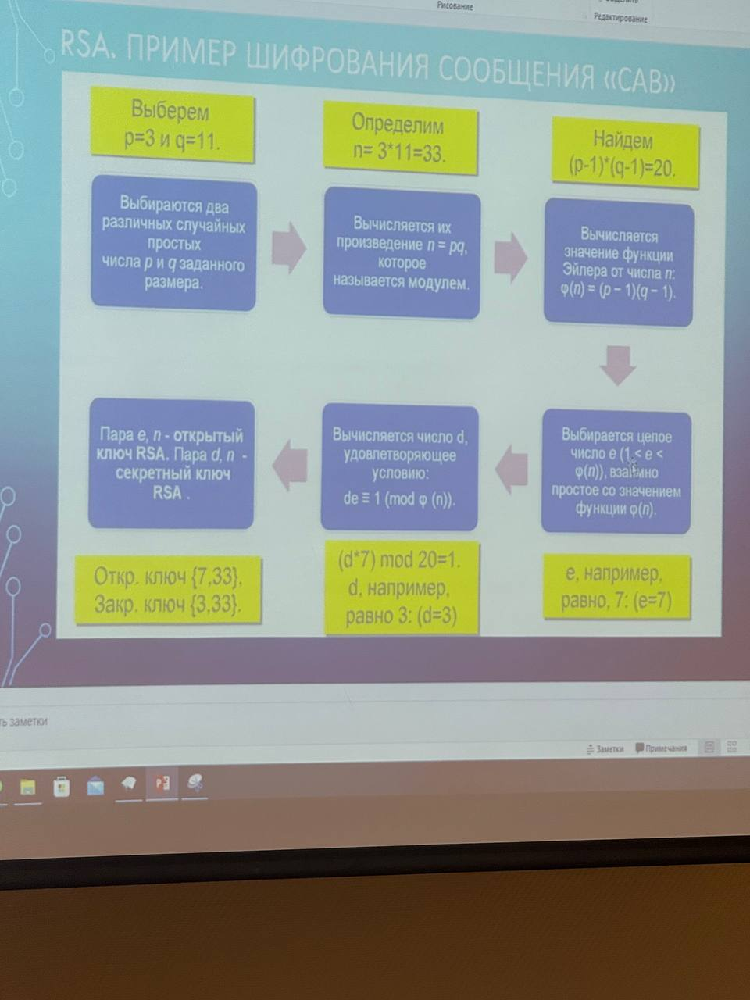 Рисование
Редактирование
RSA. ПРИМЕР ШИФРОВАНИЯ СООБЩЕНИЯ «САВ»
Выберем
p=3 и q=11.
Определим
n= 3*11=33.
Найдем
(p-1)*(q-1)=20.
Выбираются два
различных случайных
простых
числа p и q заданного
размера.
Вычисляется их
произведение n = pq,
которое
называется модулем.
Вычисляется
значение функции
Эйлера от числа n:
φ(n) = (p − 1)(q − 1).
Пара e, n - открытый
ключ RSA. Пара d, n -
секретный ключ
RSA .
Вычисляется число d,
удовлетворяющее
условию:
de ≡ 1 (mod φ (n)).
Выбирается целое
число e (1 < e <
φ(n)), взаимно
простое со значением
функции φ(n).
Откр. ключ {7,33},
Закр. ключ {3,33}.
(d*7) mod 20=1.
d, например,
равно 3: (d=3)
e, например,
равно, 7: (e=7)
заметки
Заметки
Примечания